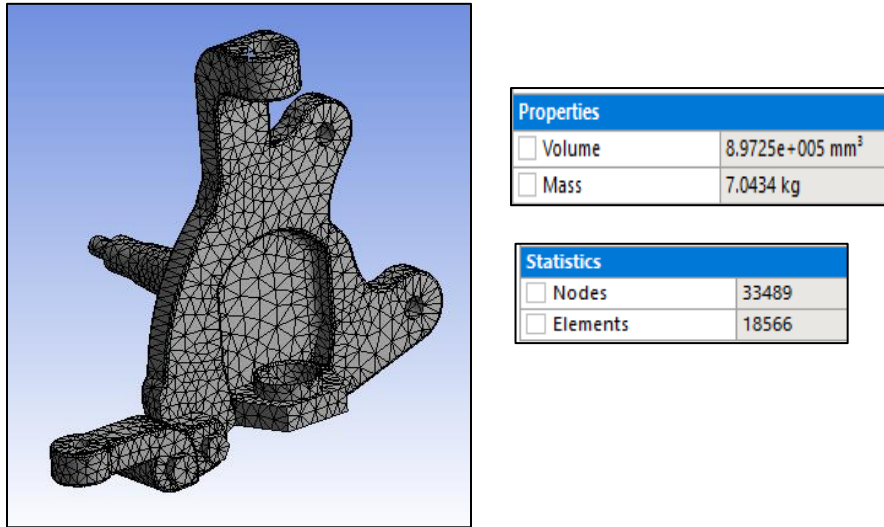 Properties
Volume 8.9725e+005 mm³
Mass 7.0434 kg
Statistics
Nodes 33489
Elements 18566